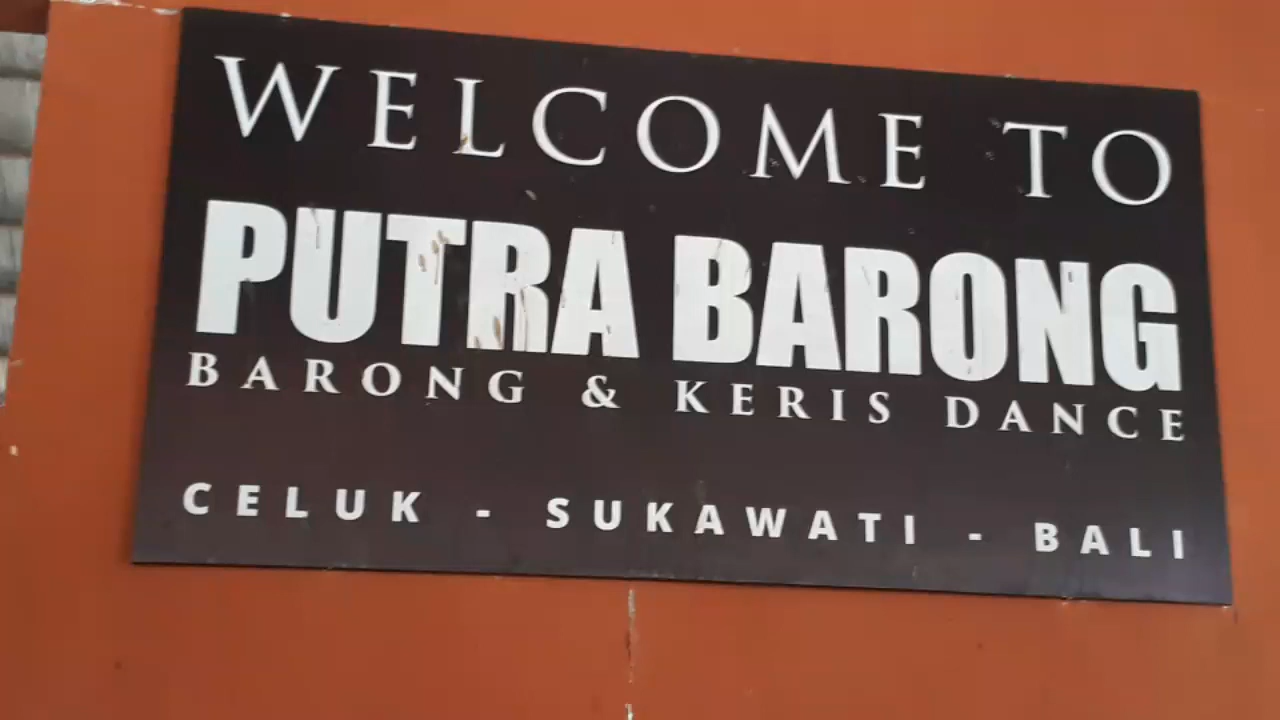 WELCOME TO
PUTRA BARONG
BARONG & KERIS DANCE
CELUK - SUKAWATI - BALI